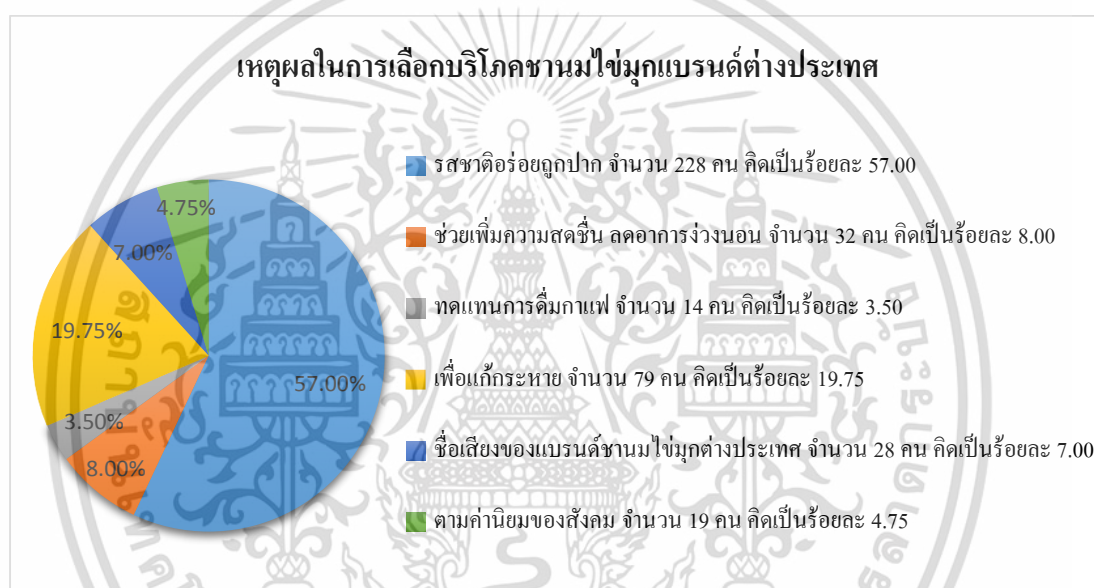 เหตุผลในการเลือกบริโภคชานมไข่มุกแบรนด์ต่างประเทศ
รสชาติอร่อยถูกปาก จำนวน 228 คน คิดเป็นร้อยละ 57.00
ช่วยเพิ่มความสดชื่น ลดอาการง่วงนอน จำนวน 32 คน คิดเป็นร้อยละ 8.00
ทดแทนการดื่มกาแฟ จำนวน 14 คน คิดเป็นร้อยละ 3.50
เพื่อแก้กระหาย จำนวน 79 คน คิดเป็นร้อยละ 19.75
ชื่อเสียงของแบรนด์ชานมไข่มุกต่างประเทศ จำนวน 28 คน คิดเป็นร้อยละ 7.00
ตามค่านิยมของสังคม จำนวน 19 คน คิดเป็นร้อยละ 4.75
4.75%
7.00%
19.75%
57.00%
3.50%
8.00%